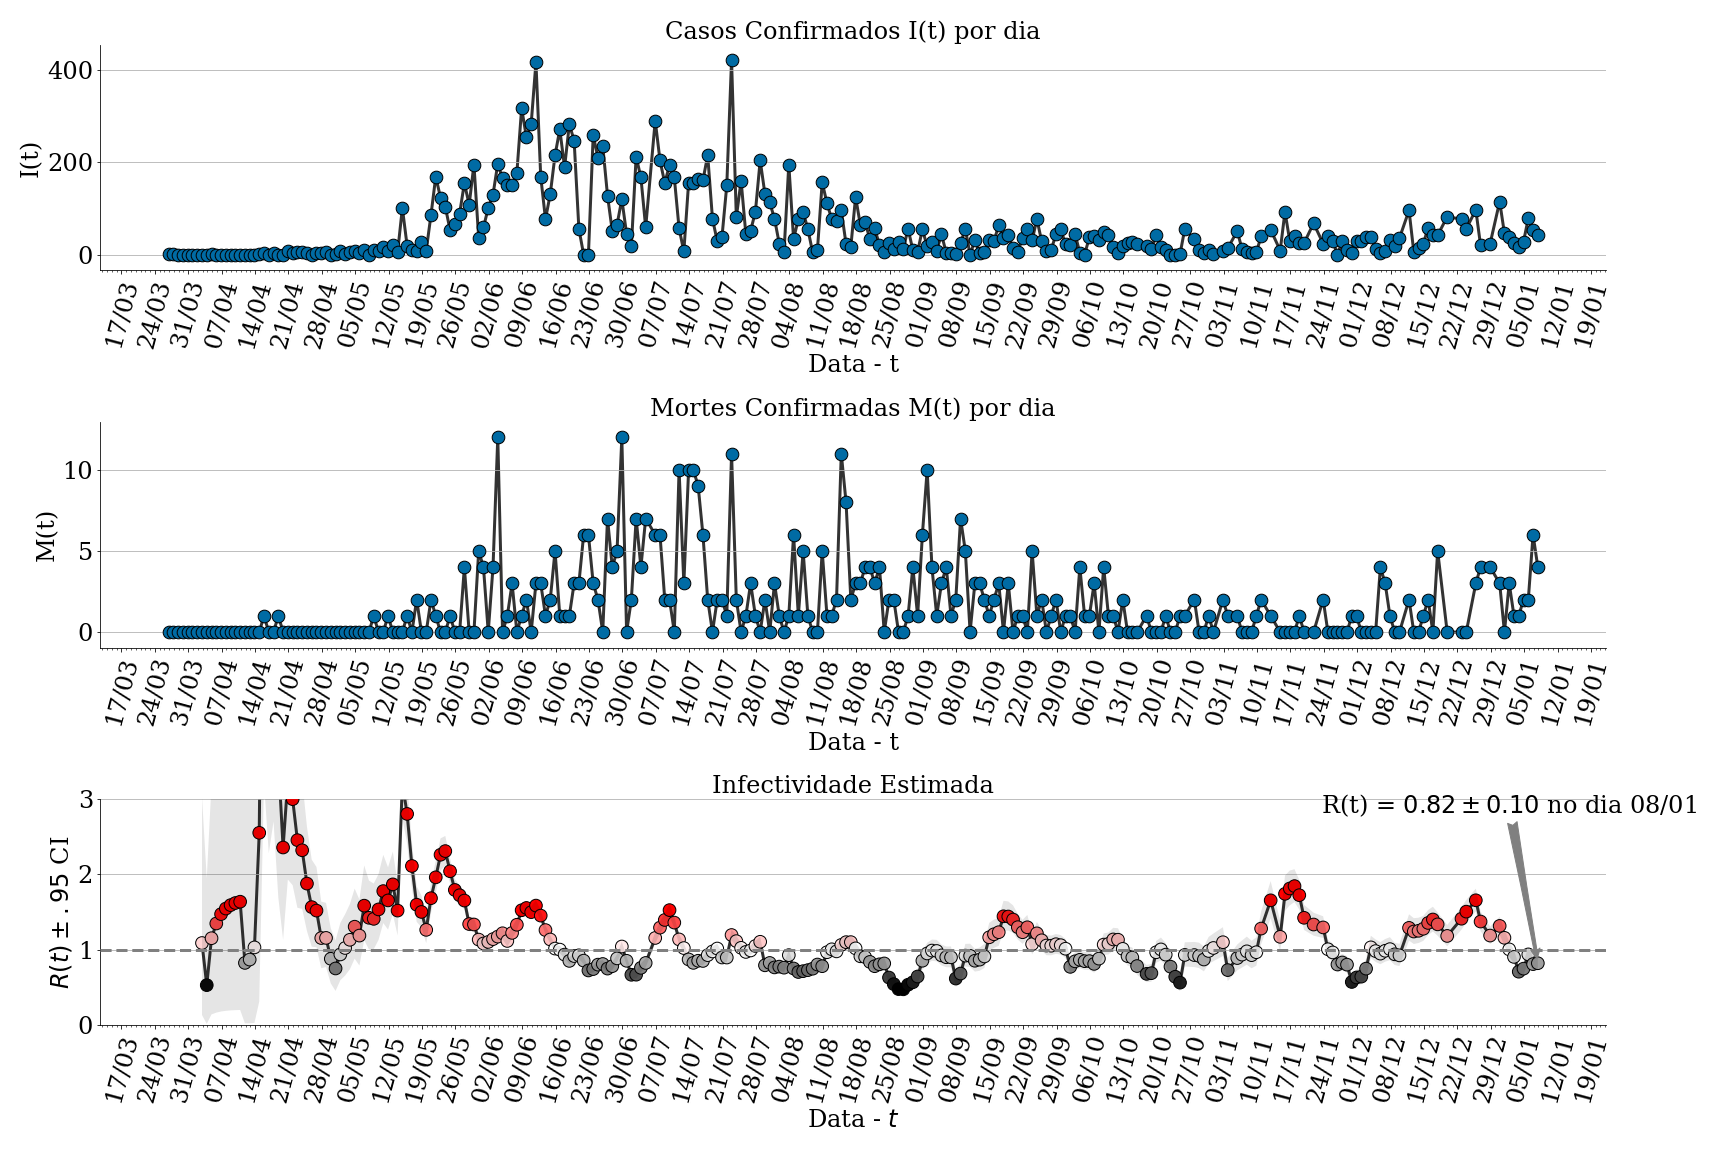 Casos Confirmados I(t) por dia
400
200
0
I(t)
17/03 24/03 31/03 07/04 14/04 21/04 28/04 05/05 12/05 19/05 26/05 02/06 09/06 16/06 23/06 30/06 07/07 14/07 21/07 28/07 04/08 11/08 18/08 25/08 01/09 08/09 15/09 22/09 29/09 06/10 13/10 20/10 27/10 03/11 10/11 17/11 24/11 01/12 08/12 15/12 22/12 29/12 05/01 12/01 19/01
Data - t
Mortes Confirmadas M(t) por dia
10
5
0
M(t)
17/03 24/03 31/03 07/04 14/04 21/04 28/04 05/05 12/05 19/05 26/05 02/06 09/06 16/06 23/06 30/06 07/07 14/07 21/07 28/07 04/08 11/08 18/08 25/08 01/09 08/09 15/09 22/09 29/09 06/10 13/10 20/10 27/10 03/11 10/11 17/11 24/11 01/12 08/12 15/12 22/12 29/12 05/01 12/01 19/01
Data - t
Infectividade Estimada
R(t) = 0.82 ± 0.10 no dia 08/01
3
2
1
0
R(t) ± .95 CI
17/03 24/03 31/03 07/04 14/04 21/04 28/04 05/05 12/05 19/05 26/05 02/06 09/06 16/06 23/06 30/06 07/07 14/07 21/07 28/07 04/08 11/08 18/08 25/08 01/09 08/09 15/09 22/09 29/09 06/10 13/10 20/10 27/10 03/11 10/11 17/11 24/11 01/12 08/12 15/12 22/12 29/12 05/01 12/01 19/01
Data - t